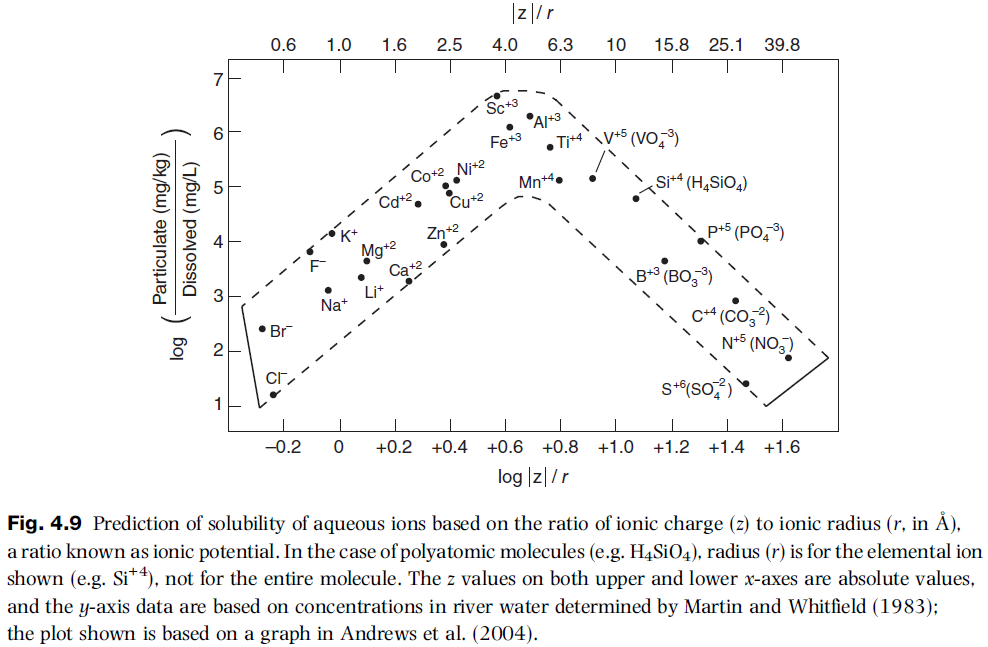 |z| / r
0.6 1.0 1.6 2.5 4.0 6.3 10 15.8 25.1 39.8
log ( Particulate (mg/kg) / Dissolved (mg/L) )
7
6
5
4
3
2
1
Sc+3
Al+3
Fe+3
Ti+4
V+5 (VO4−3)
Ni+2
Co+2
Mn+4
Si+4 (H4SiO4)
Cd+2
Cu+2
K+
Zn+2
P+5 (PO4−3)
Mg+2
F−
Ca+2
B+3 (BO3−3)
Li+
Na+
C+4 (CO3−2)
Br−
N+5 (NO3−)
Cl−
S+6(SO4−2)
−0.2 0 +0.2 +0.4 +0.6 +0.8 +1.0 +1.2 +1.4 +1.6
log |z| / r
Fig. 4.9 Prediction of solubility of aqueous ions based on the ratio of ionic charge (z) to ionic radius (r, in Å),
a ratio known as ionic potential. In the case of polyatomic molecules (e.g. H4SiO4), radius (r) is for the elemental ion
shown (e.g. Si+4), not for the entire molecule. The z values on both upper and lower x-axes are absolute values,
and the y-axis data are based on concentrations in river water determined by Martin and Whitfield (1983);
the plot shown is based on a graph in Andrews et al. (2004).